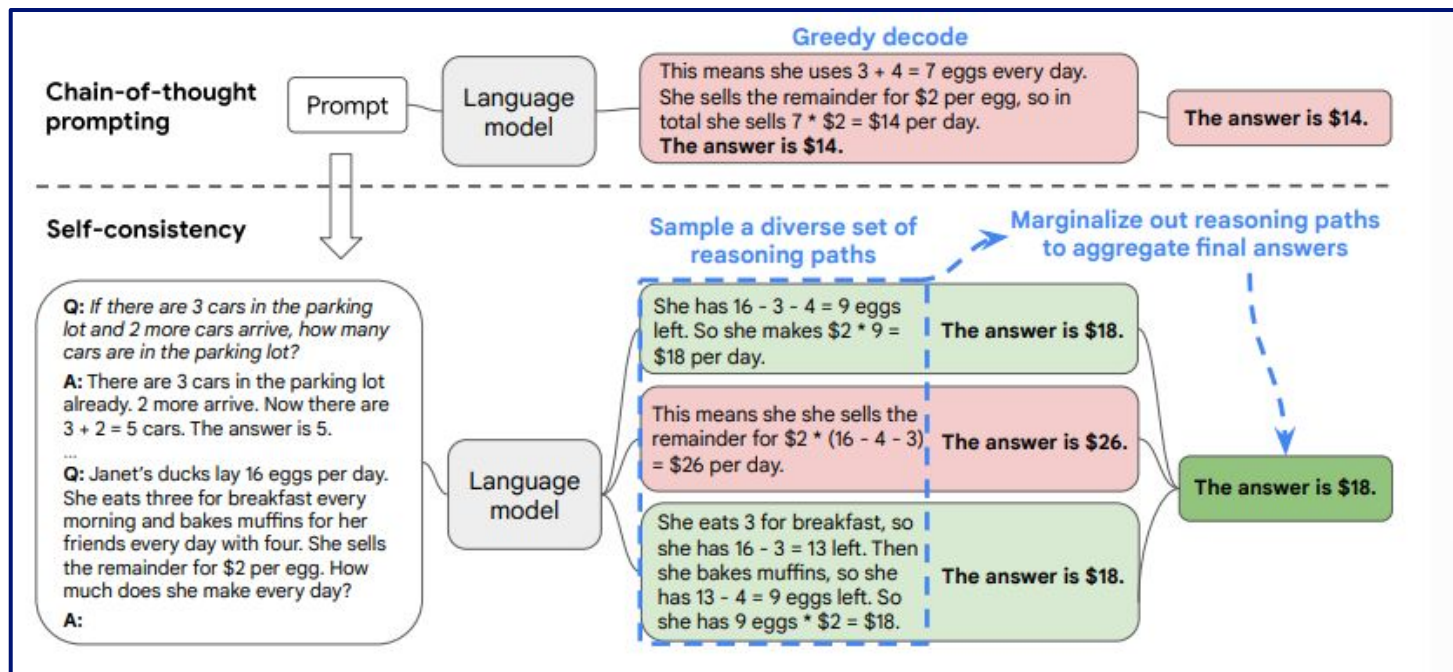 Greedy decode
Chain-of-thought
prompting
Prompt
Language
model
This means she uses 3 + 4 = 7 eggs every day.
She sells the remainder for $2 per egg, so in
total she sells 7 * $2 = $14 per day.
The answer is $14.
The answer is $14.
Self-consistency
Sample a diverse set of
reasoning paths
Marginalize out reasoning paths
to aggregate final answers
Q: If there are 3 cars in the parking
lot and 2 more cars arrive, how many
cars are in the parking lot?
A: There are 3 cars in the parking lot
already. 2 more arrive. Now there are
3 + 2 = 5 cars. The answer is 5.
...
Q: Janet's ducks lay 16 eggs per day.
She eats three for breakfast every
morning and bakes muffins for her
friends every day with four. She sells
the remainder for $2 per egg. How
much does she make every day?
A:
Language
model
She has 16 - 3 - 4 = 9 eggs
left. So she makes $2 * 9 =
$18 per day.
The answer is $18.
This means she she sells the
remainder for $2 * (16 - 4 - 3)
= $26 per day.
The answer is $26.
She eats 3 for breakfast, so
she has 16 - 3 = 13 left. Then
she bakes muffins, so she
has 13 - 4 = 9 eggs left. So
she has 9 eggs * $2 = $18.
The answer is $18.
The answer is $18.